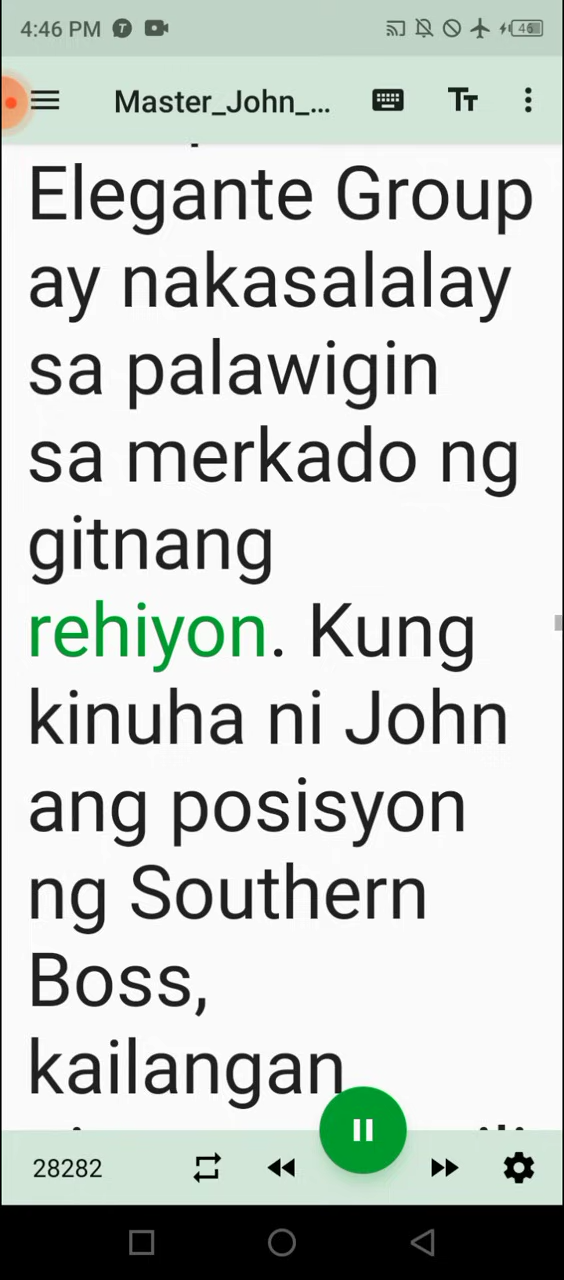 4:46 PM
46
Master_John_...
Elegante Group
ay nakasalalay
sa palawigin
sa merkado ng
gitnang
rehiyon. Kung
kinuha ni John
ang posisyon
ng Southern
Boss,
kailangan
28282